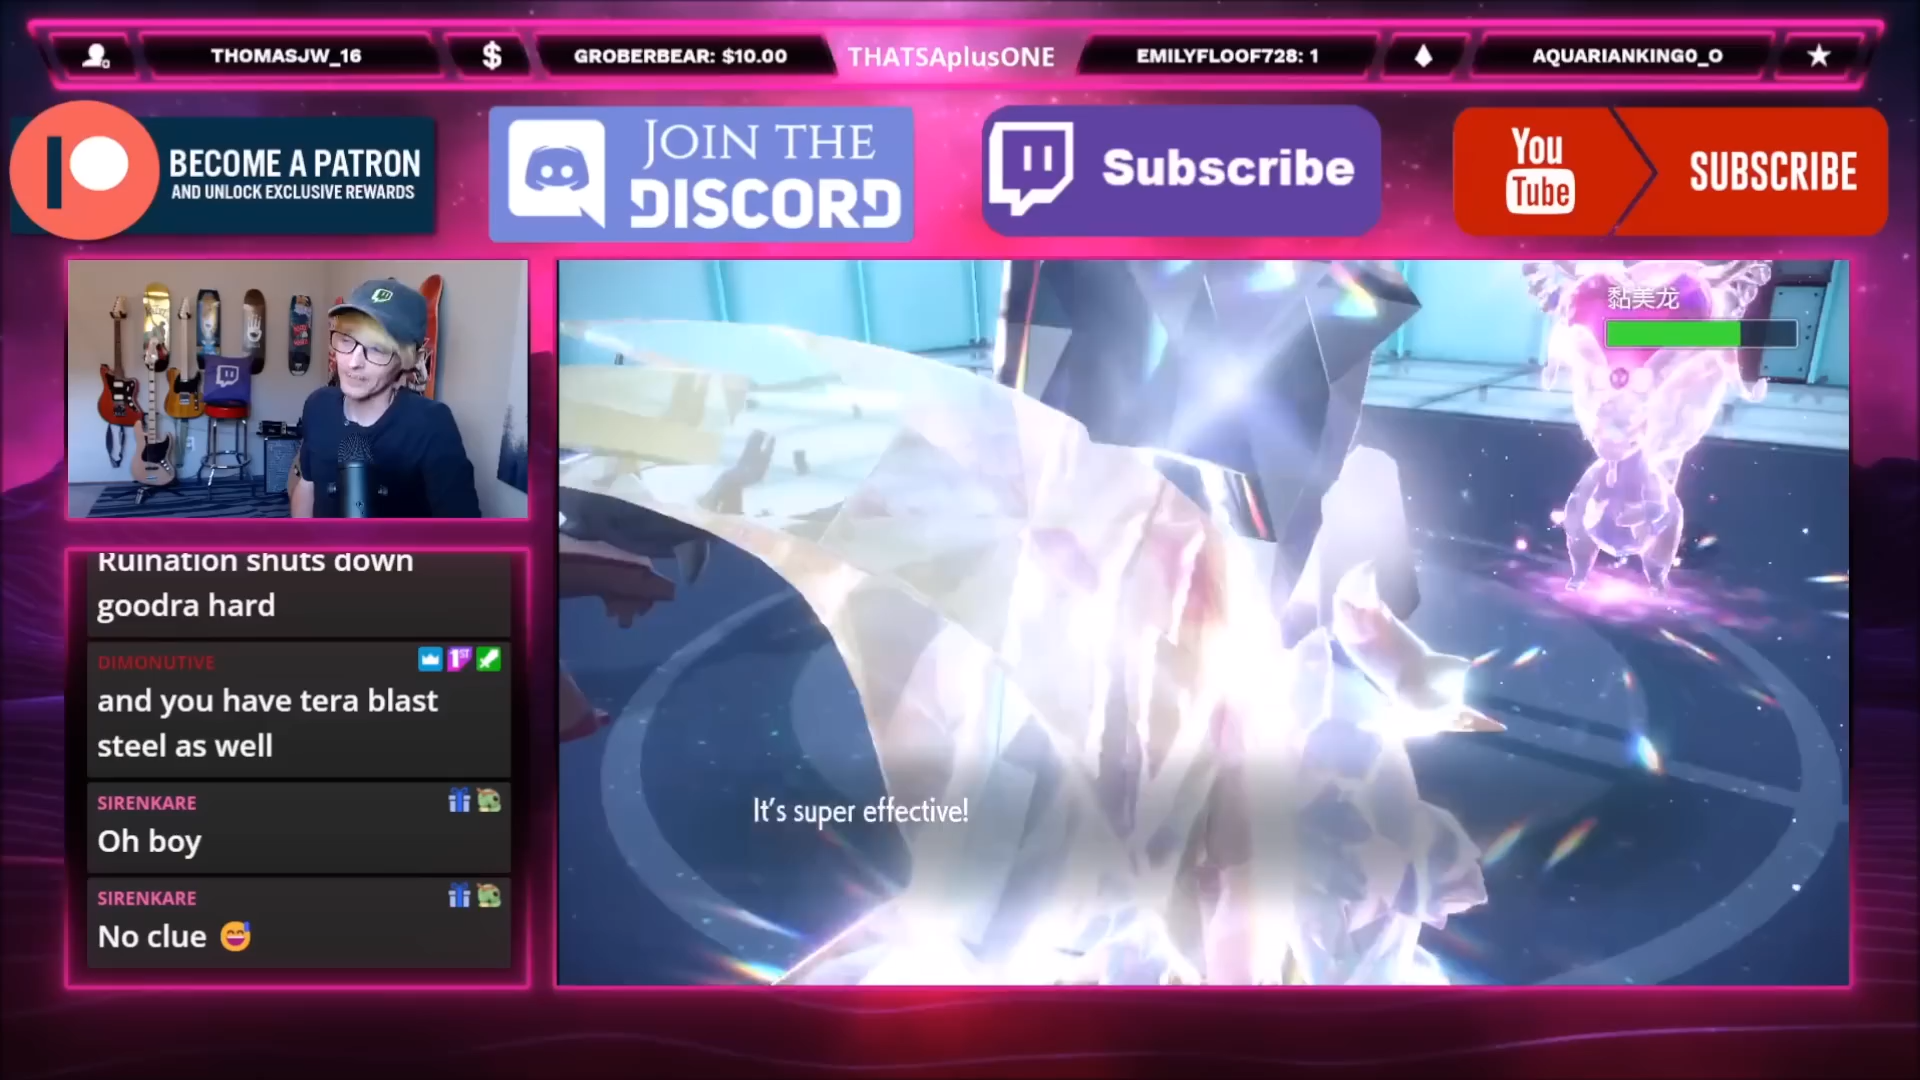 THOMASJW_16
$
GROBERBEAR: $10.00
THATSAplusONE
EMILYFLOOF728: 1
AQUARIANKING0_O
BECOME A PATRON
AND UNLOCK EXCLUSIVE REWARDS
JOIN THE
DISCORD
Subscribe
You
Tube
SUBSCRIBE
黏美龙
Ruination shuts down
goodra hard
DIMONUTIVE
1ST
and you have tera blast
steel as well
SIRENKARE
Oh boy
SIRENKARE
No clue 😅
It's super effective!